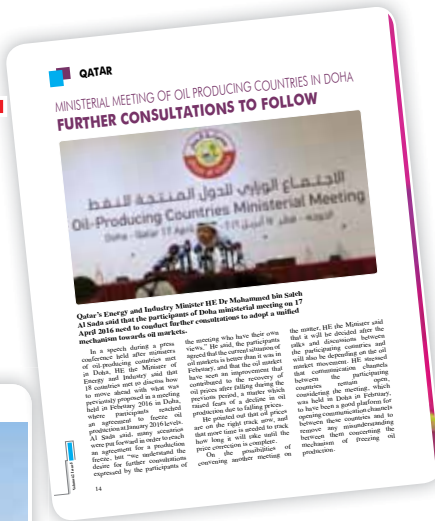 QATAR
MINISTERIAL MEETING OF OIL PRODUCING COUNTRIES IN DOHA
FURTHER CONSULTATIONS TO FOLLOW
الاجتماع الوزاري للدول المنتجة للنفط
Oil-Producing Countries Ministerial Meeting
Doha - Qatar 17 April
Qatar's Energy and Industry Minister HE Dr Mohammed bin Saleh
Al Sada said that the participants of Doha ministerial meeting on 17
April 2016 need to conduct further consultations to adopt a unified
mechanism towards oil markets.
In a speech during a press
conference held after ministers
of oil-producing countries met
in Doha, HE the Minister of
Energy and Industry said that
18 countries met to discuss how
to move ahead with what was
previously proposed in a meeting
held in February 2016 in Doha,
where participants reached
an agreement to freeze oil
production at January 2016 levels.
Al Sada said, many scenarios
were put forward in order to reach
an agreement for a production
freeze, but "we understand the
desire for further consultations
expressed by the participants of
the meeting who have their own
views." He said, the participants
agreed that the current situation of
oil markets is better than it was in
February, and that the oil market
have seen an improvement that
contributed to the recovery of
oil prices after falling during the
previous period, a matter which
raised fears of a decline in oil
production due to falling prices.
He pointed out that oil prices
are on the right track now, and
that more time is needed to track
how long it will take until the
price correction is complete.
On the possibilities of
convening another meeting on
the matter, HE the Minister said
that it will be decided after the
talks and discussions between
the participating countries and
will also be depending on the oil
market movement. HE stressed
that communication channels
between the participating
countries remain open,
considering the meeting, which
was held in Doha in February,
to have been a good platform for
opening communication channels
between these countries and to
remove any misunderstanding
between them concerning the
mechanism of freezing oil
production.
14